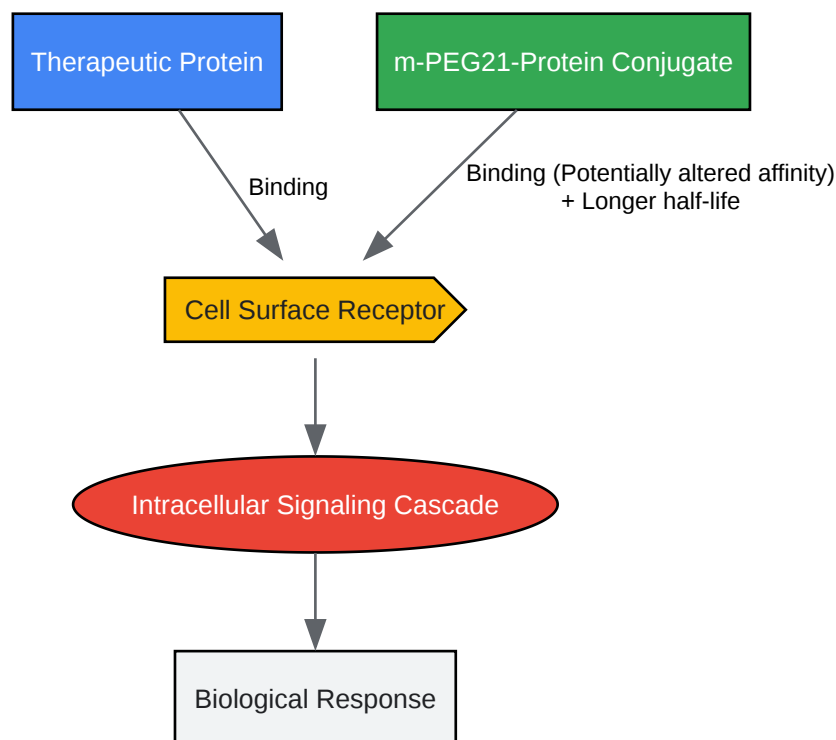 Therapeutic Protein
m-PEG21-Protein Conjugate
Binding
Binding (Potentially altered affinity)
+ Longer half-life
Cell Surface Receptor
Intracellular Signaling Cascade
Biological Response